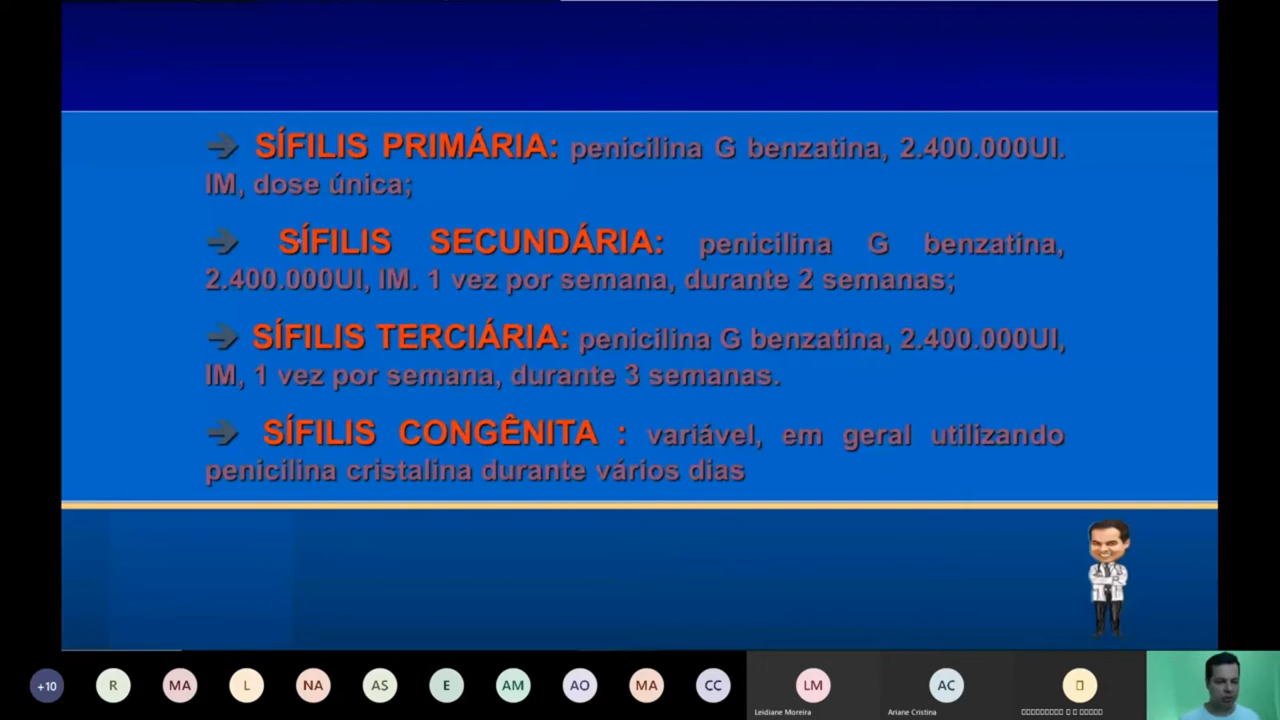 ➔ SÍFILIS PRIMÁRIA: penicilina G benzatina, 2.400.000UI.
IM, dose única;
➔ SÍFILIS SECUNDÁRIA: penicilina G benzatina,
2.400.000UI, IM. 1 vez por semana, durante 2 semanas;
➔ SÍFILIS TERCIÁRIA: penicilina G benzatina, 2.400.000UI,
IM, 1 vez por semana, durante 3 semanas.
➔ SÍFILIS CONGÊNITA : variável, em geral utilizando
penicilina cristalina durante vários dias
+10 R MA L NA AS E AM AO MA CC LM AC
Leidiane Moreira Ariane Cristina